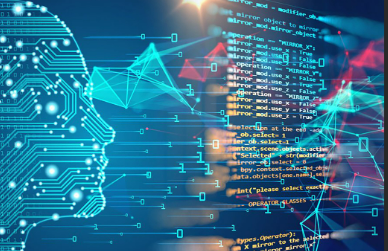 mirror_mod = modifier_ob.
mirror object to mirror
mirror_mod.mirror_object
operation == "MIRROR_X":
mirror_mod.use_x = True
mirror_mod.use_y = False
mirror_mod.use_z = False
operation == "MIRROR_Y":
mirror_mod.use_x = False
mirror_mod.use_y = True
mirror_mod.use_z = False
operation == "MIRROR_Z":
mirror_mod.use_x = False
mirror_mod.use_y = False
mirror_mod.use_z = True
selection at the end -add
_ob.select= 1
er_ob.select=1
context.scene.objects.active
("Selected" + str(modifier
mirror_ob.select = 0
bpy.context.selected_ob
data.objects[one.name].sele
int("please select exactly
-- OPERATOR CLASSES
types.Operator):
X mirror to the selected